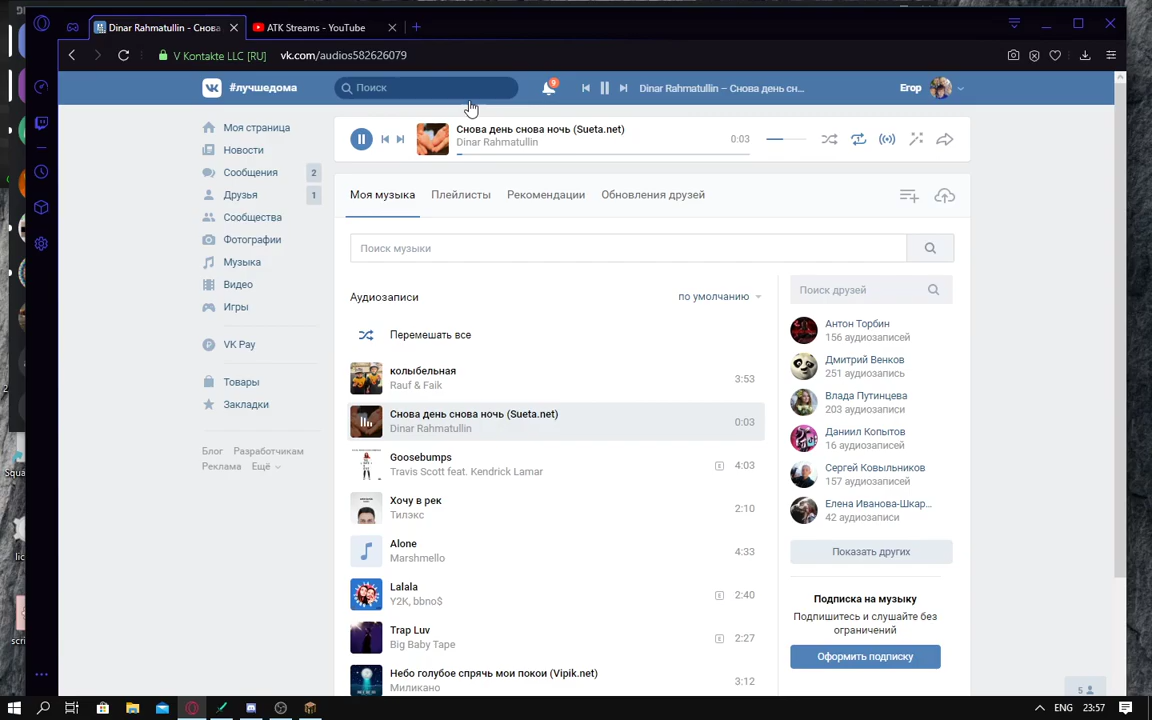 Dinar Rahmatullin - Снова
ATK Streams - YouTube
V Kontakte LLC [RU]
vk.com/audios582626079
#лучшедома
Поиск
9
Dinar Rahmatullin – Снова день сн...
Егор
Снова день снова ночь (Sueta.net)
Dinar Rahmatullin
0:03
Моя страница
Новости
Сообщения
2
Друзья
1
Сообщества
Фотографии
Музыка
Видео
Игры
VK Pay
Товары
Закладки
Блог Разработчикам
Реклама Ещё
Моя музыка
Плейлисты
Рекомендации
Обновления друзей
Поиск музыки
Аудиозаписи
по умолчанию
Перемешать все
колыбельная
Rauf & Faik
3:53
Снова день снова ночь (Sueta.net)
Dinar Rahmatullin
0:03
Goosebumps
Travis Scott feat. Kendrick Lamar
E
4:03
Хочу в рек
Тилэкс
2:10
Alone
Marshmello
4:33
Lalala
Y2K, bbno$
E
2:40
Trap Luv
Big Baby Tape
E
2:27
Небо голубое спрячь мои покои (Vipik.net)
Миликано
3:12
Поиск друзей
Антон Торбин
156 аудиозаписей
Дмитрий Венков
251 аудиозапись
Влада Путинцева
203 аудиозаписи
Даниил Копытов
16 аудиозаписей
Сергей Ковыльников
157 аудиозаписей
Елена Иванова-Шкар...
42 аудиозаписи
Показать других
Подписка на музыку
Подпишитесь и слушайте без
ограничений
Оформить подписку
5
ENG
23:57